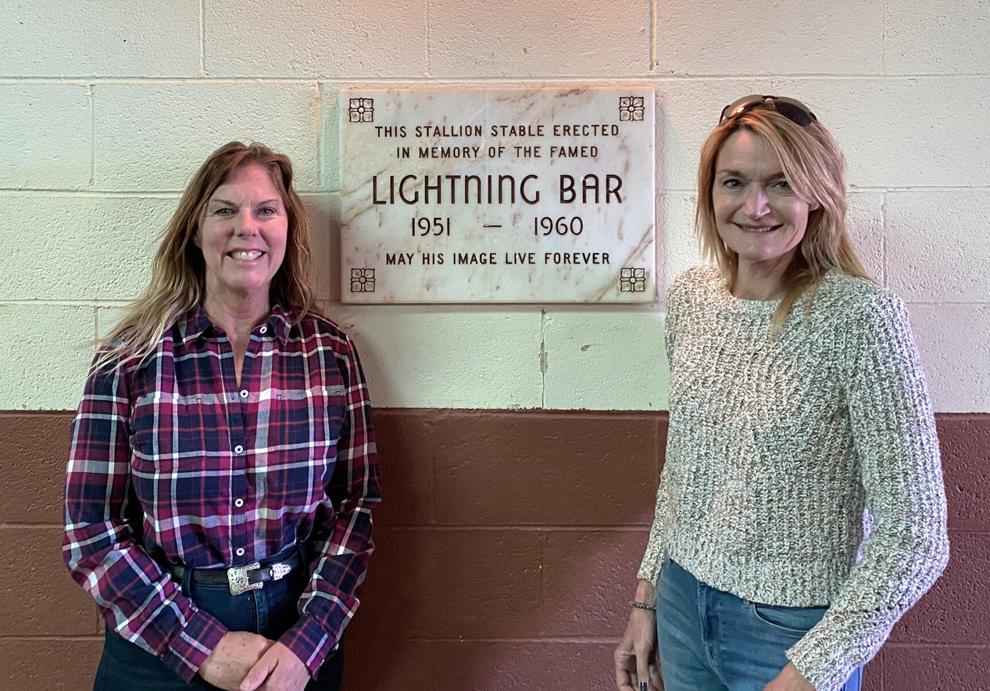 THIS STALLION STABLE ERECTED
IN MEMORY OF THE FAMED
LIGHTNING BAR
1951 — 1960
MAY HIS IMAGE LIVE FOREVER